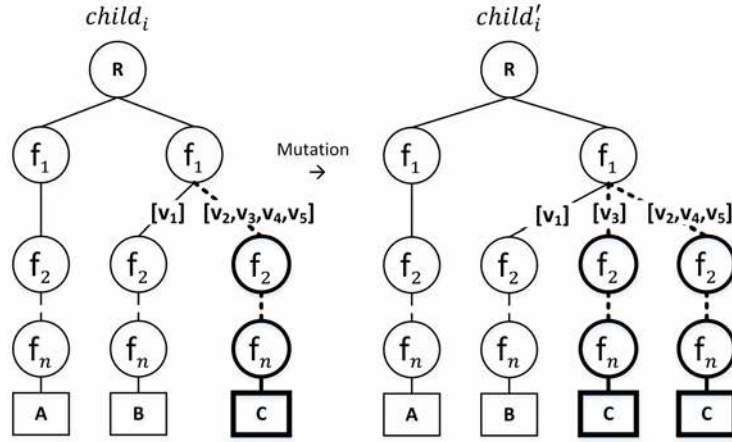 child_i child'_i
R R
f_1 f_1 Mutation → f_1 f_1
[v_1] [v_2,v_3,v_4,v_5] [v_1] [v_3] [v_2,v_4,v_5]
f_2 f_2 f_2 f_2 f_2 f_2 f_2
f_n f_n f_n f_n f_n f_n f_n
A B C A B C C